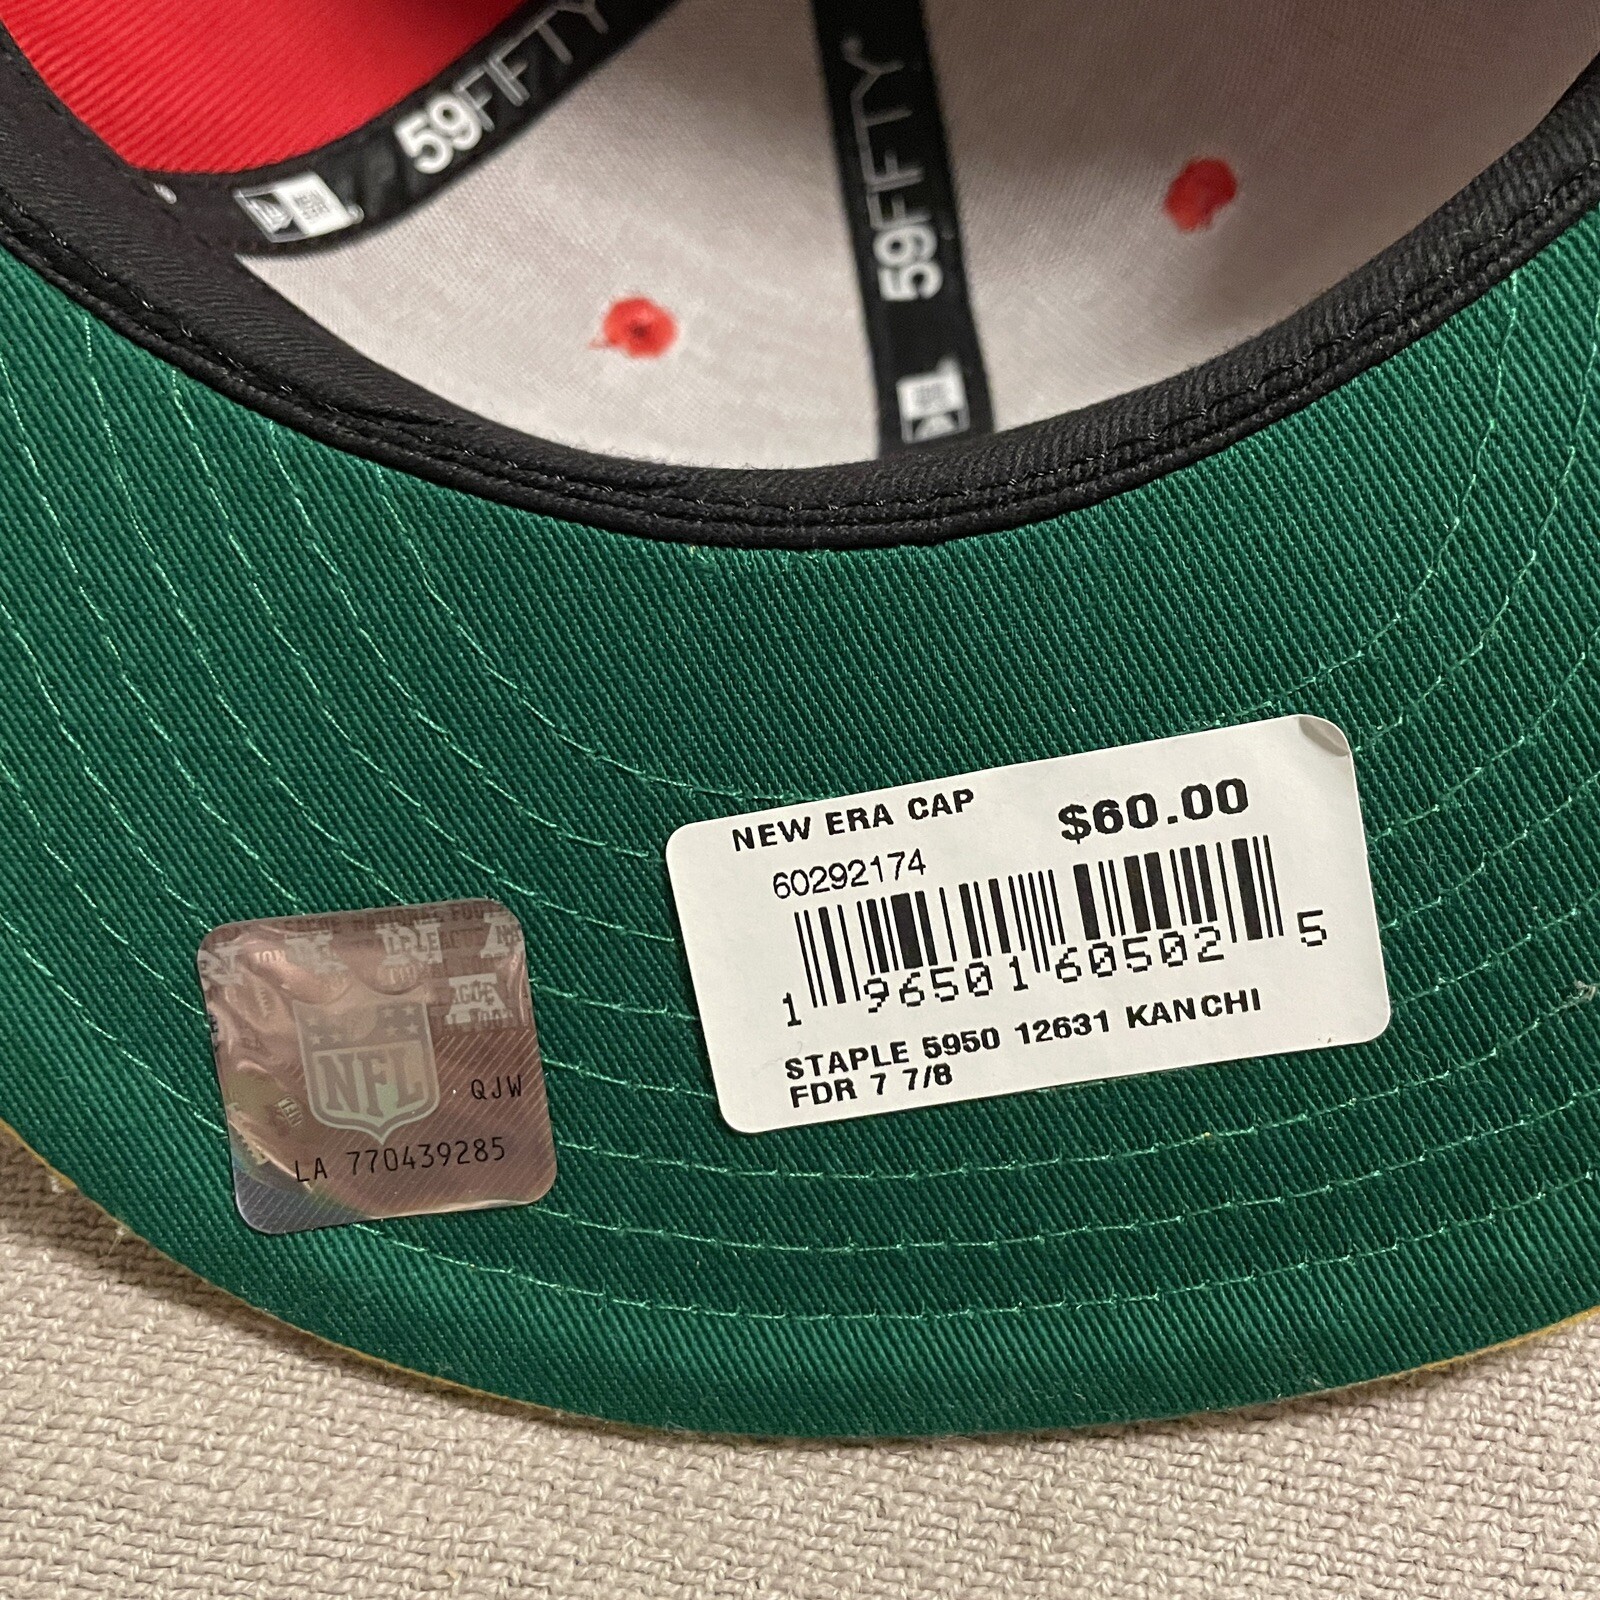 59FIFTY
59FIFTY
NEW ERA CAP
$60.00
60292174
1 96501 60502 5
STAPLE 5950 12631 KANCHI
FDR 7 7/8
NFL
QJW
LA 770439285